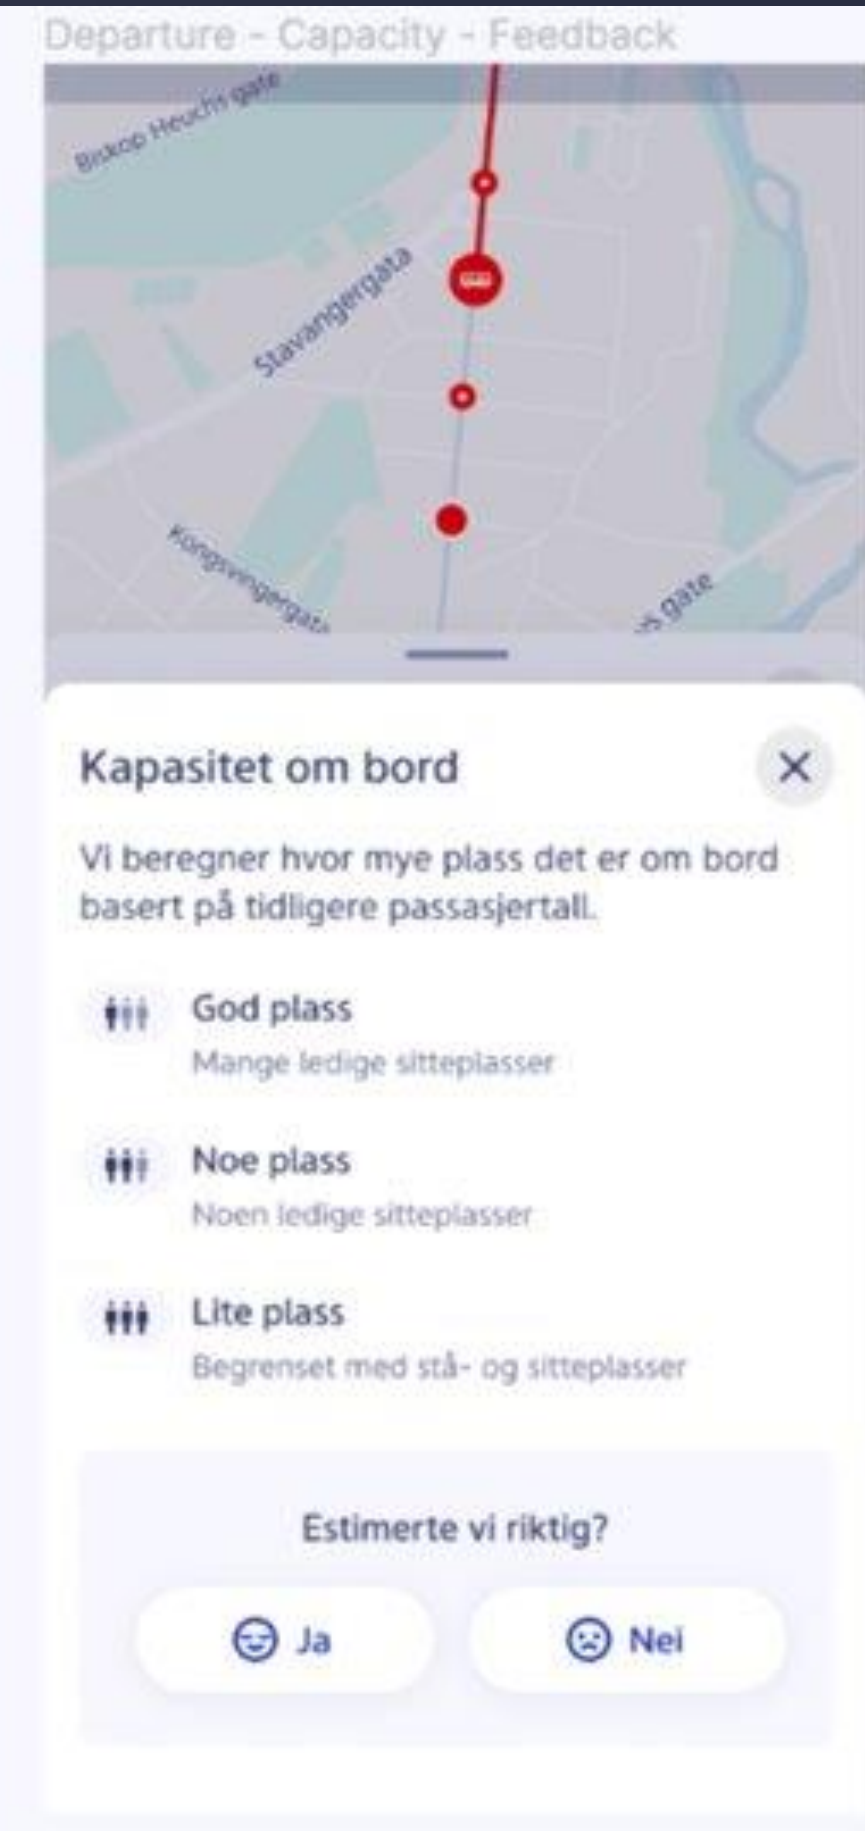 Departure - Capacity - Feedback
Biskop Heuchs gate
Stavangergata
Kongsvingergata
gate
Kapasitet om bord
Vi beregner hvor mye plass det er om bord
basert på tidligere passasjertall.
God plass
Mange ledige sitteplasser
Noe plass
Noen ledige sitteplasser
Lite plass
Begrenset med stå- og sitteplasser
Estimerte vi riktig?
Ja
Nei